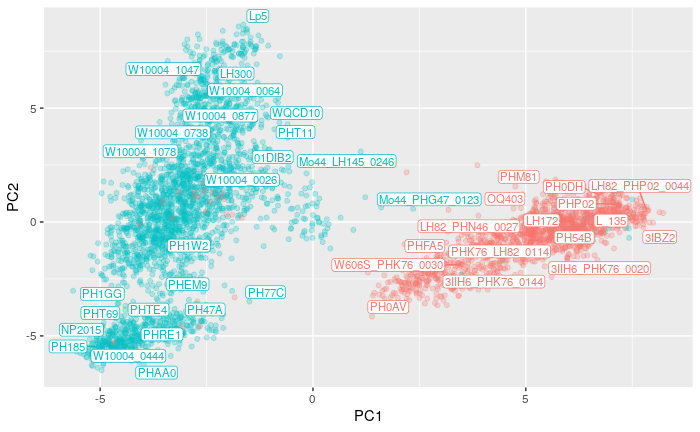 Lp5
W10004_1047
LH300
W10004_0064
W10004_0877
WQCD10
W10004_0738
PHT11
W10004_1078
01DIB2
Mo44_LH145_0246
W10004_0026
Mo44_PHG47_0123
PHM81
PH0DH
LH82_PHP02_0044
OQ403
PHP02
LH172
L_135
LH82_PHN46_0027
PH54B
3IBZ2
PH1W2
PHFA5
PHK76_LH82_0114
W606S_PHK76_0030
3IIH6_PHK76_0020
PHEM9
3IIH6_PHK76_0144
PH1GG
PH77C
PHT69
PHTE4
PH47A
PH0AV
NP2015
PHRE1
PH185
W10004_0444
PHAA0
5
0
-5
PC2
-5
0
5
PC1